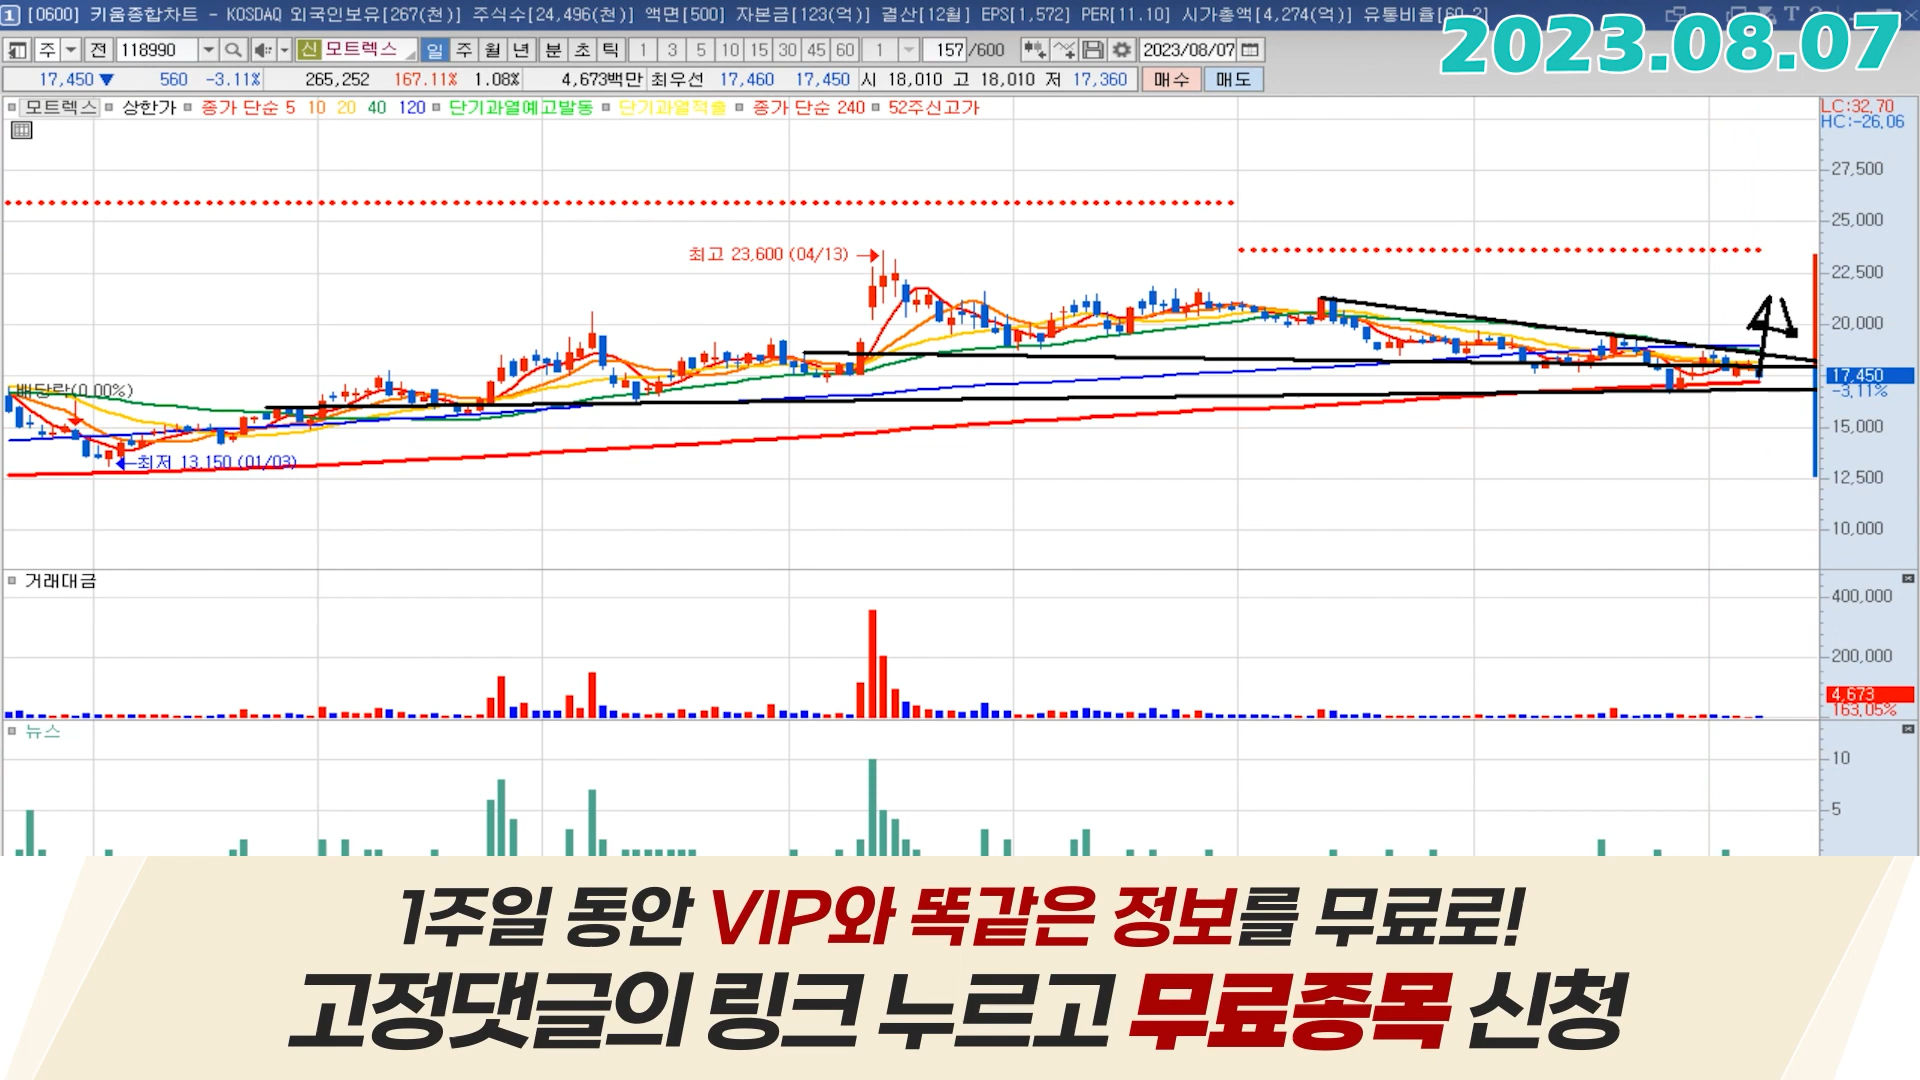 1 [0600] 키움종합차트 - KOSDAQ 외국인보유[267(천)] 주식수[24,496(천)] 액면[500] 자본금[123(억)] 결산[12월] EPS[1,572] PER[11.10] 시가총액[4,274(억)] 유통비율[60.2]
2023.08.07
주 전 118990 신 모트렉스 일 주 월 년 분 초 틱 1 3 5 10 15 30 45 60 1 157 /600 2023/08/07
17,450 ▼ 560 -3.11% 265,252 167.11% 1.08% 4,673백만 최우선 17,460 17,450 시 18,010 고 18,010 저 17,360 매수 매도
모트렉스 상한가 종가 단순 5 10 20 40 120 단기과열예고발동 단기과열적출 종가 단순 240 52주신고가
LC:32.70
HC:-26.06
27,500
25,000
최고 23,600 (04/13)
22,500
20,000
17,450
-3.11%
배당락(0.00%)
15,000
최저 13,150 (01/03)
12,500
10,000
거래대금
400,000
200,000
4,673
163.05%
뉴스
10
5
1주일 동안 VIP와 똑같은 정보를 무료로!
고정댓글의 링크 누르고 무료종목 신청